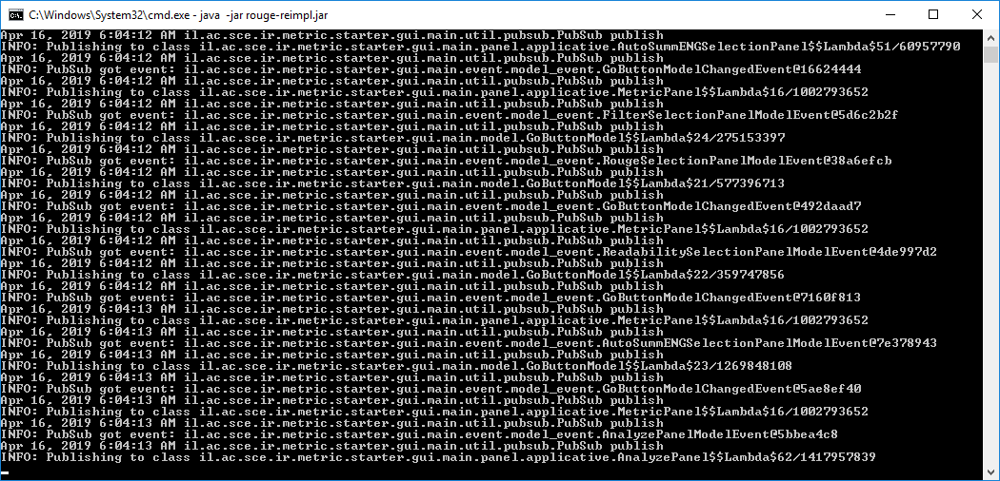 C:\Windows\System32\cmd.exe - java  -jar rouge-reimpl.jar
Apr 16, 2019 6:04:12 AM il.ac.sce.ir.metric.starter.gui.main.util.pubsub.PubSub publish
INFO: Publishing to class il.ac.sce.ir.metric.starter.gui.main.panel.applicative.AutoSummENGSelectionPanel$$Lambda$51/60957790
Apr 16, 2019 6:04:12 AM il.ac.sce.ir.metric.starter.gui.main.util.pubsub.PubSub publish
INFO: PubSub got event: il.ac.sce.ir.metric.starter.gui.main.event.model_event.GoButtonModelChangedEvent@16624444
Apr 16, 2019 6:04:12 AM il.ac.sce.ir.metric.starter.gui.main.util.pubsub.PubSub publish
INFO: Publishing to class il.ac.sce.ir.metric.starter.gui.main.panel.applicative.MetricPanel$$Lambda$16/1002793652
Apr 16, 2019 6:04:12 AM il.ac.sce.ir.metric.starter.gui.main.util.pubsub.PubSub publish
INFO: PubSub got event: il.ac.sce.ir.metric.starter.gui.main.event.model_event.FilterSelectionPanelModelEvent@5d6c2b2f
Apr 16, 2019 6:04:12 AM il.ac.sce.ir.metric.starter.gui.main.util.pubsub.PubSub publish
INFO: Publishing to class il.ac.sce.ir.metric.starter.gui.main.model.GoButtonModel$$Lambda$24/275153397
Apr 16, 2019 6:04:12 AM il.ac.sce.ir.metric.starter.gui.main.util.pubsub.PubSub publish
INFO: PubSub got event: il.ac.sce.ir.metric.starter.gui.main.event.model_event.RougeSelectionPanelModelEvent@38a6efcb
Apr 16, 2019 6:04:12 AM il.ac.sce.ir.metric.starter.gui.main.util.pubsub.PubSub publish
INFO: Publishing to class il.ac.sce.ir.metric.starter.gui.main.model.GoButtonModel$$Lambda$21/577396713
Apr 16, 2019 6:04:12 AM il.ac.sce.ir.metric.starter.gui.main.util.pubsub.PubSub publish
INFO: PubSub got event: il.ac.sce.ir.metric.starter.gui.main.event.model_event.GoButtonModelChangedEvent@492daad7
Apr 16, 2019 6:04:12 AM il.ac.sce.ir.metric.starter.gui.main.util.pubsub.PubSub publish
INFO: Publishing to class il.ac.sce.ir.metric.starter.gui.main.panel.applicative.MetricPanel$$Lambda$16/1002793652
Apr 16, 2019 6:04:12 AM il.ac.sce.ir.metric.starter.gui.main.util.pubsub.PubSub publish
INFO: PubSub got event: il.ac.sce.ir.metric.starter.gui.main.event.model_event.ReadabilitySelectionPanelModelEvent@4de997d2
Apr 16, 2019 6:04:12 AM il.ac.sce.ir.metric.starter.gui.main.util.pubsub.PubSub publish
INFO: Publishing to class il.ac.sce.ir.metric.starter.gui.main.model.GoButtonModel$$Lambda$22/359747856
Apr 16, 2019 6:04:12 AM il.ac.sce.ir.metric.starter.gui.main.util.pubsub.PubSub publish
INFO: PubSub got event: il.ac.sce.ir.metric.starter.gui.main.event.model_event.GoButtonModelChangedEvent@7160f813
Apr 16, 2019 6:04:13 AM il.ac.sce.ir.metric.starter.gui.main.util.pubsub.PubSub publish
INFO: Publishing to class il.ac.sce.ir.metric.starter.gui.main.panel.applicative.MetricPanel$$Lambda$16/1002793652
Apr 16, 2019 6:04:13 AM il.ac.sce.ir.metric.starter.gui.main.util.pubsub.PubSub publish
INFO: PubSub got event: il.ac.sce.ir.metric.starter.gui.main.event.model_event.AutoSummENGSelectionPanelModelEvent@7e378943
Apr 16, 2019 6:04:13 AM il.ac.sce.ir.metric.starter.gui.main.util.pubsub.PubSub publish
INFO: Publishing to class il.ac.sce.ir.metric.starter.gui.main.model.GoButtonModel$$Lambda$23/1269848108
Apr 16, 2019 6:04:13 AM il.ac.sce.ir.metric.starter.gui.main.util.pubsub.PubSub publish
INFO: PubSub got event: il.ac.sce.ir.metric.starter.gui.main.event.model_event.GoButtonModelChangedEvent@5ae8ef40
Apr 16, 2019 6:04:13 AM il.ac.sce.ir.metric.starter.gui.main.util.pubsub.PubSub publish
INFO: Publishing to class il.ac.sce.ir.metric.starter.gui.main.panel.applicative.MetricPanel$$Lambda$16/1002793652
Apr 16, 2019 6:04:13 AM il.ac.sce.ir.metric.starter.gui.main.util.pubsub.PubSub publish
INFO: PubSub got event: il.ac.sce.ir.metric.starter.gui.main.event.model_event.AnalyzePanelModelEvent@5bbea4c8
Apr 16, 2019 6:04:13 AM il.ac.sce.ir.metric.starter.gui.main.util.pubsub.PubSub publish
INFO: Publishing to class il.ac.sce.ir.metric.starter.gui.main.panel.applicative.AnalyzePanel$$Lambda$62/1417957839